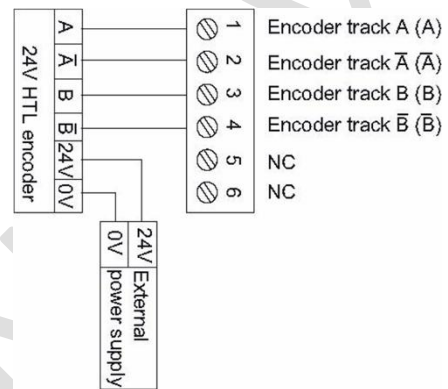 24V HTL encoder
A
A̅
B
B̅
24V
0V
1
2
3
4
5
6
Encoder track A (A)
Encoder track A̅ (A̅)
Encoder track B (B)
Encoder track B̅ (B̅)
NC
NC
24V
0V
External
power supply